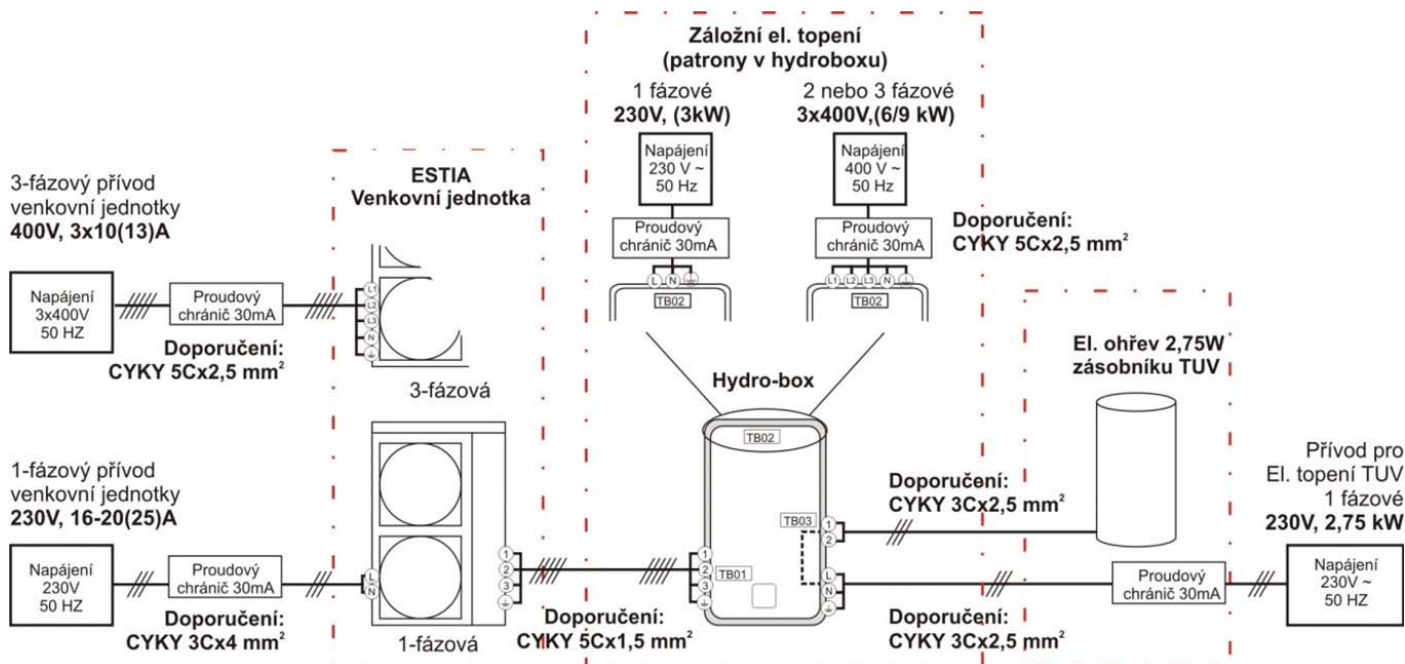 Záložní el. topení
(patrony v hydroboxu)
1 fázové
230V, (3kW)
2 nebo 3 fázové
3x400V,(6/9 kW)
Napájení
230 V ~
50 Hz
Napájení
400 V ~
50 Hz
Proudový
chránič 30mA
Proudový
chránič 30mA
Doporučení:
CYKY 5Cx2,5 mm²
L N
TB02
L1 L2 L3 N
TB02
ESTIA
Venkovní jednotka
3-fázový přívod
venkovní jednotky
400V, 3x10(13)A
Napájení
3x400V
50 HZ
Proudový
chránič 30mA
Doporučení:
CYKY 5Cx2,5 mm²
L1
L2
L3
N
3-fázová
Hydro-box
TB02
El. ohřev 2,75W
zásobníku TUV
1-fázový přívod
venkovní jednotky
230V, 16-20(25)A
Napájení
230V
50 HZ
Proudový
chránič 30mA
Doporučení:
CYKY 3Cx4 mm²
L
N
1-fázová
1
2
3
Doporučení:
CYKY 5Cx1,5 mm²
1
2
3
TB01
TB03
1
2
L
N
Doporučení:
CYKY 3Cx2,5 mm²
Doporučení:
CYKY 3Cx2,5 mm²
Proudový
chránič 30mA
Přívod pro
El. topení TUV
1 fázové
230V, 2,75 kW
Napájení
230V ~
50 Hz